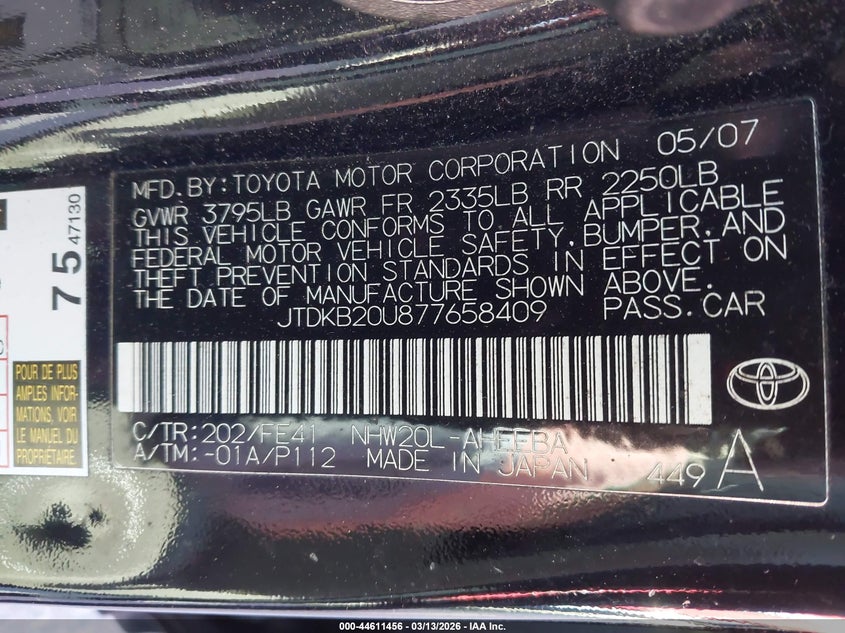 MFD.BY:TOYOTA MOTOR CORPORATION 05/07
GVWR 3795LB GAWR FR 2335LB RR 2250LB
THIS VEHICLE CONFORMS TO ALL APPLICABLE
FEDERAL MOTOR VEHICLE SAFETY,BUMPER,AND
THEFT PREVENTION STANDARDS IN EFFECT ON
THE DATE OF MANUFACTURE SHOWN ABOVE.
JTDKB20U877658409 PASS.CAR
C/TR:202/FE41 NHW20L-AHEEBA
A/TM:-01A/P112 MADE IN JAPAN 449 A
75
47130
POUR DE PLUS
AMPLES INFOR-
MATIONS, VOIR
LE MANUEL DU
PROPRIÉTAIRE
000-44611456 - 03/13/2026 - IAA Inc.